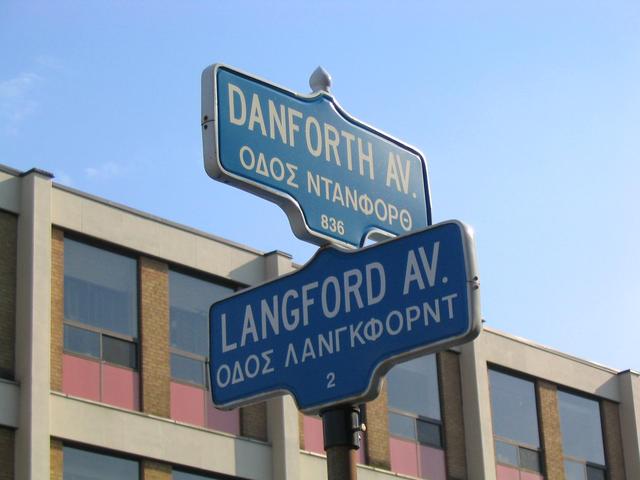 DANFORTH AV.
ΟΔΟΣ ΝΤΑΝΦΟΡΘ
836
LANGFORD AV.
ΟΔΟΣ ΛΑΝΓΚΦΟΡΝΤ
2